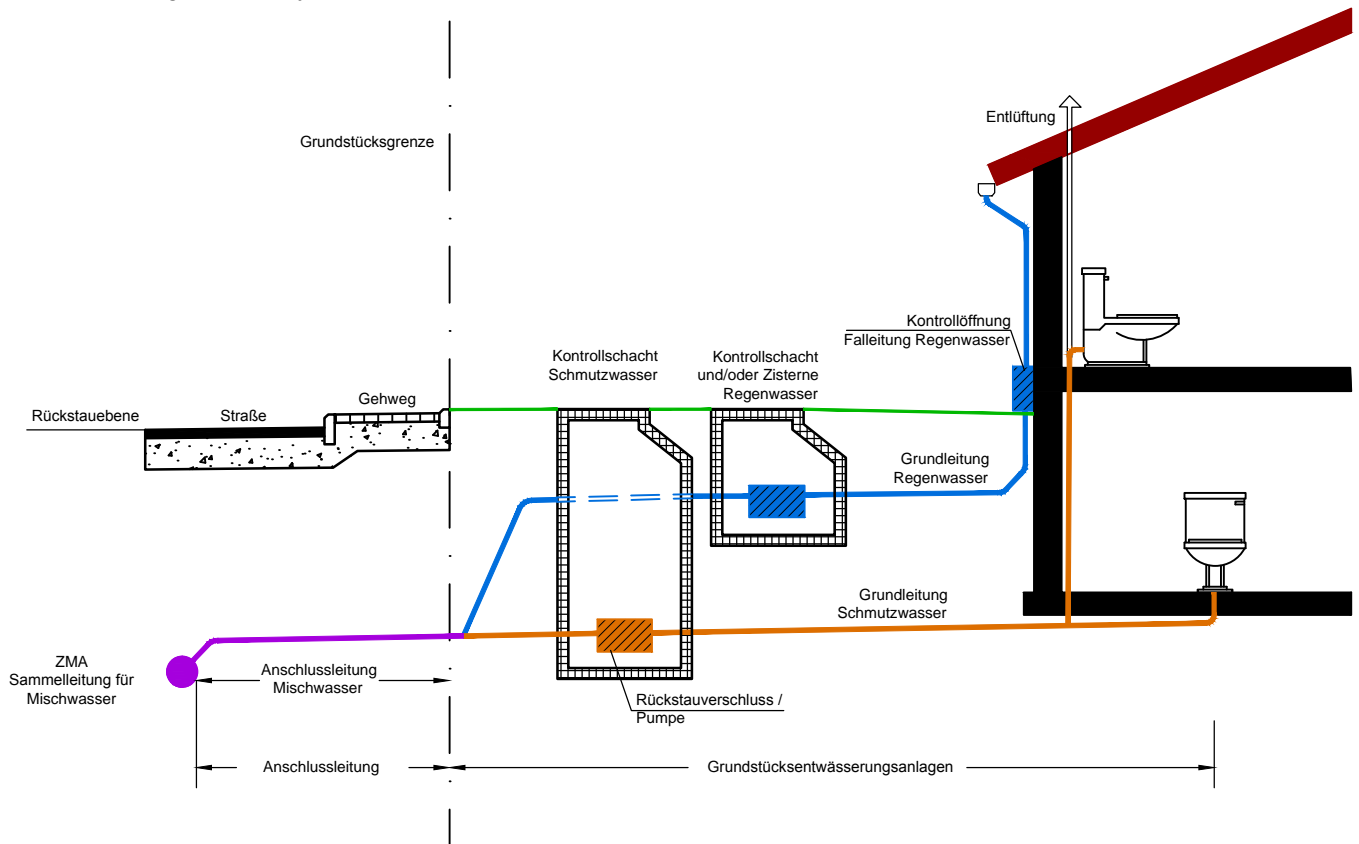 Entlüftung
Grundstücksgrenze
Kontrollöffnung
Falleitung Regenwasser
Kontrollschacht
Schmutzwasser
Kontrollschacht
und/oder Zisterne
Regenwasser
Gehweg
Rückstauebene
Straße
Grundleitung
Regenwasser
Grundleitung
Schmutzwasser
ZMA
Sammelleitung für
Mischwasser
Anschlussleitung
Mischwasser
Rückstauverschluss /
Pumpe
Anschlussleitung
Grundstücksentwässerungsanlagen